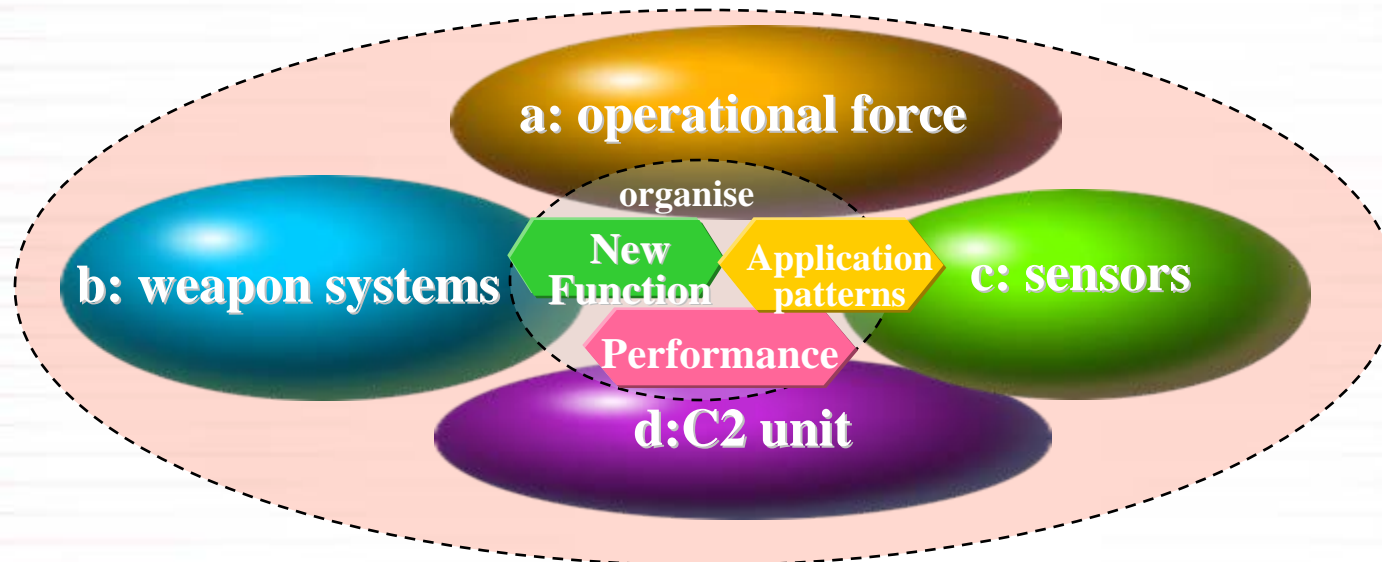 a: operational force
organise
b: weapon systems
New
Function
Application
patterns
c: sensors
Performance
d:C2 unit